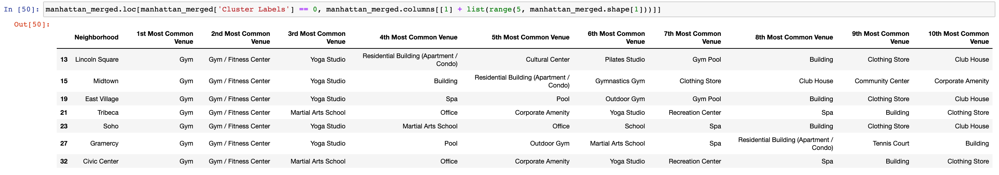 In [50]: manhattan_merged.loc[manhattan_merged['Cluster Labels'] == 0, manhattan_merged.columns[[1] + list(range(5, manhattan_merged.shape[1]))]]
Out[50]:
Neighborhood 1st Most Common Venue 2nd Most Common Venue 3rd Most Common Venue 4th Most Common Venue 5th Most Common Venue 6th Most Common Venue 7th Most Common Venue 8th Most Common Venue 9th Most Common Venue 10th Most Common Venue
13 Lincoln Square Gym Gym / Fitness Center Yoga Studio Residential Building (Apartment / Condo) Cultural Center Pilates Studio Gym Pool Building Clothing Store Club House
15 Midtown Gym Gym / Fitness Center Yoga Studio Building Residential Building (Apartment / Condo) Gymnastics Gym Clothing Store Club House Community Center Corporate Amenity
19 East Village Gym Gym / Fitness Center Yoga Studio Spa Pool Outdoor Gym Gym Pool Building Clothing Store Club House
21 Tribeca Gym Gym / Fitness Center Martial Arts School Office Corporate Amenity Yoga Studio Recreation Center Spa Building Clothing Store
23 Soho Gym Gym / Fitness Center Yoga Studio Martial Arts School Office School Spa Building Clothing Store Club House
27 Gramercy Gym Gym / Fitness Center Yoga Studio Pool Outdoor Gym Martial Arts School Spa Residential Building (Apartment / Condo) Tennis Court Building
32 Civic Center Gym Gym / Fitness Center Martial Arts School Office Corporate Amenity Yoga Studio Recreation Center Spa Building Clothing Store